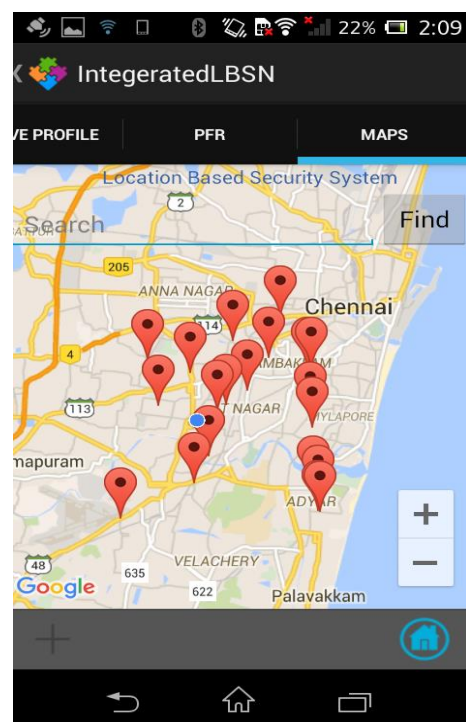 22% 2:09
IntegeratedLBSN
VE PROFILE PFR MAPS
Location Based Security System
2
Search Find
205
ANNA NAGAR
Chennai
114
4
AMBAKKAM
113
T NAGAR
MYLAPORE
mapuram
ADYAR
48
VELACHERY
635
Google
622
Palavakkam